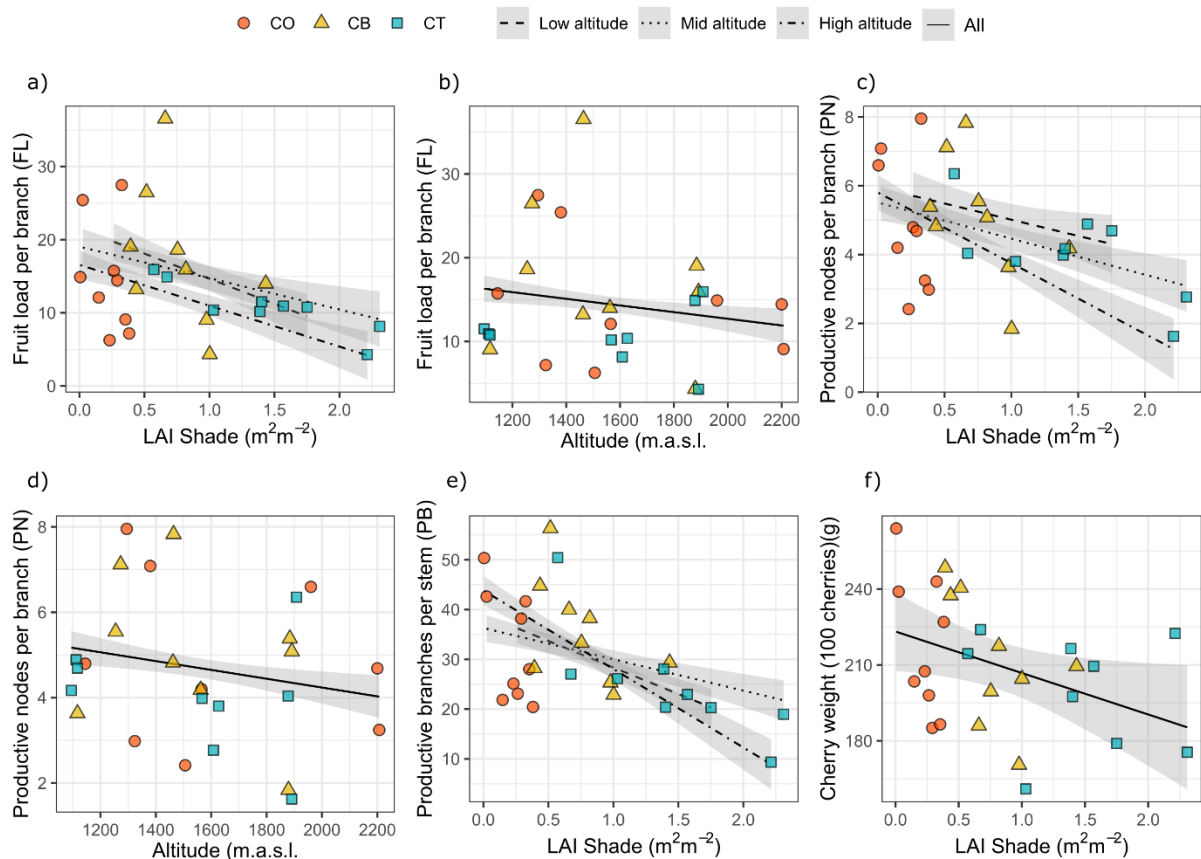 CO CB CT Low altitude Mid altitude High altitude All
a)
Fruit load per branch (FL)
30
20
10
0
0.0 0.5 1.0 1.5 2.0
LAI Shade (m²m⁻²)
b)
Fruit load per branch (FL)
30
20
10
1200 1400 1600 1800 2000 2200
Altitude (m.a.s.l.
c)
Productive nodes per branch (PN)
8
6
4
2
0
0.0 0.5 1.0 1.5 2.0
LAI Shade (m²m⁻²)
d)
Productive nodes per branch (PN)
8
6
4
2
1200 1400 1600 1800 2000 2200
Altitude (m.a.s.l.
e)
Productive branches per stem (PB)
50
40
30
20
10
0.0 0.5 1.0 1.5 2.0
LAI Shade (m²m⁻²)
f)
Cherry weight (100 cherries)(g)
240
210
180
0.0 0.5 1.0 1.5 2.0
LAI Shade (m²m⁻²)